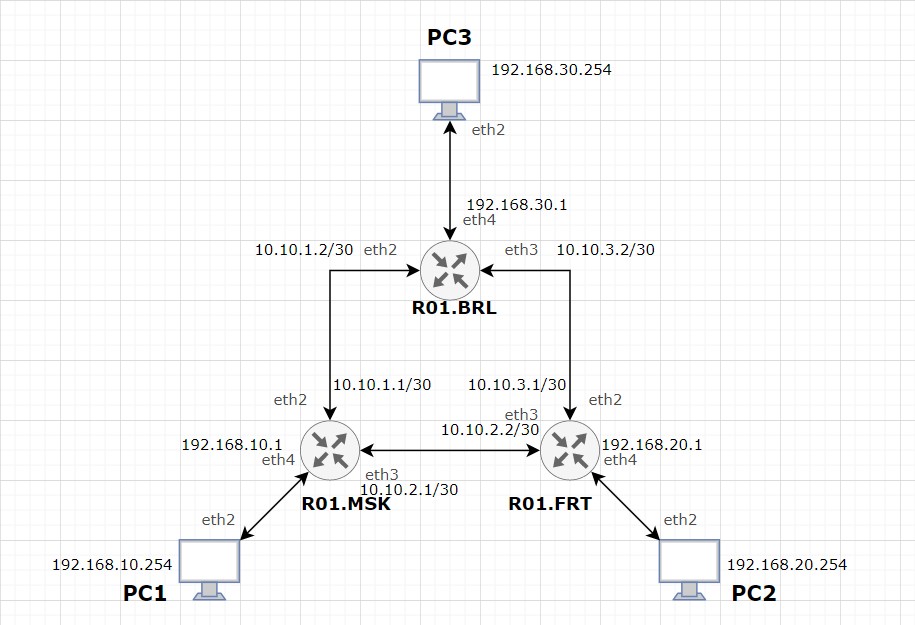 PC3
192.168.30.254
eth2
192.168.30.1
eth4
10.10.1.2/30 eth2
eth3 10.10.3.2/30
R01.BRL
10.10.1.1/30
10.10.3.1/30
eth2
eth2
eth3
10.10.2.2/30
192.168.10.1
eth4
192.168.20.1
eth4
eth3
10.10.2.1/30
R01.MSK
R01.FRT
eth2
eth2
192.168.10.254
PC1
192.168.20.254
PC2